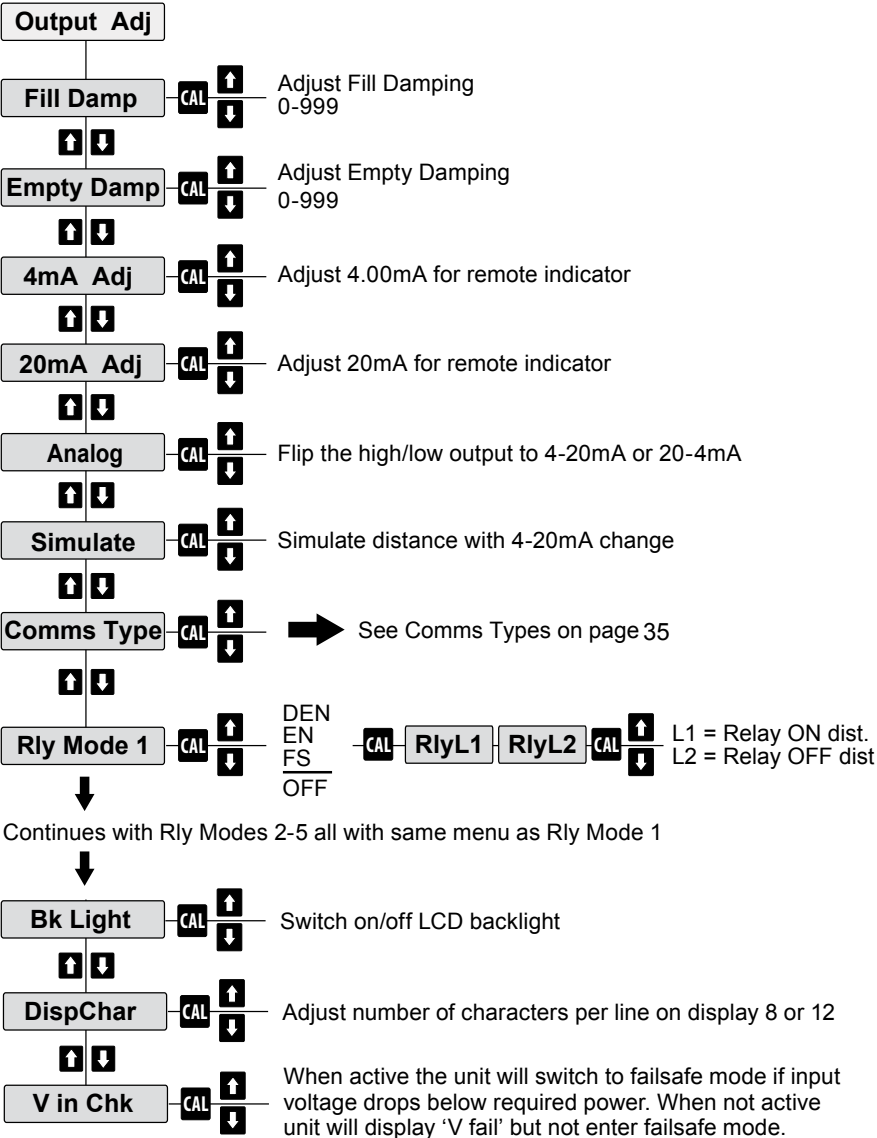 Output Adj
Fill Damp
CAL
Adjust Fill Damping
0-999
Empty Damp
CAL
Adjust Empty Damping
0-999
4mA Adj
CAL
Adjust 4.00mA for remote indicator
20mA Adj
CAL
Adjust 20mA for remote indicator
Analog
CAL
Flip the high/low output to 4-20mA or 20-4mA
Simulate
CAL
Simulate distance with 4-20mA change
Comms Type
CAL
See Comms Types on page 35
Rly Mode 1
CAL
DEN
EN
FS
OFF
CAL
RlyL1
RlyL2
CAL
L1 = Relay ON dist.
L2 = Relay OFF dist
Continues with Rly Modes 2-5 all with same menu as Rly Mode 1
Bk Light
CAL
Switch on/off LCD backlight
DispChar
CAL
Adjust number of characters per line on display 8 or 12
V in Chk
CAL
When active the unit will switch to failsafe mode if input
voltage drops below required power. When not active
unit will display ‘V fail’ but not enter failsafe mode.